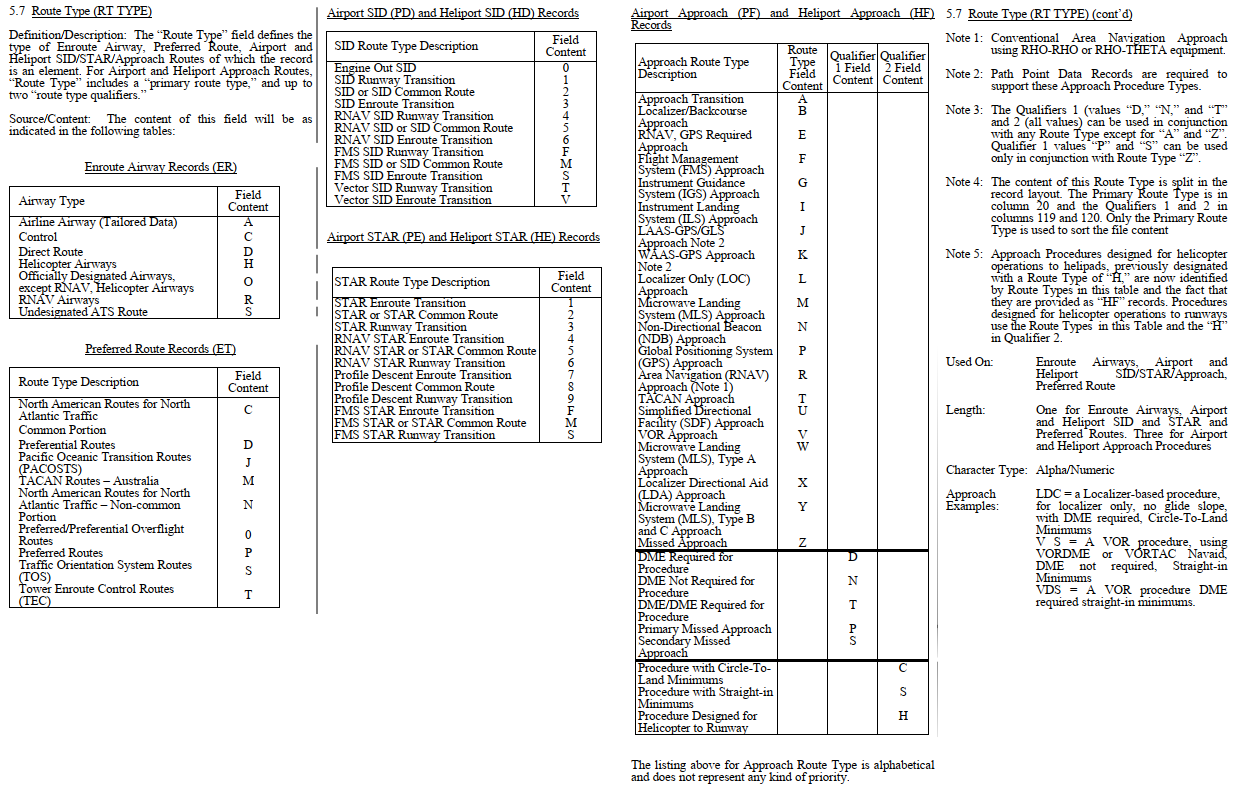 5.7 Route Type (RT TYPE)
Definition/Description: The “Route Type” field defines the
type of Enroute Airway, Preferred Route, Airport and
Heliport SID/STAR/Approach Routes of which the record
is an element. For Airport and Heliport Approach Routes,
“Route Type” includes a “primary route type,” and up to
two “route type qualifiers.”
Source/Content: The content of this field will be as
indicated in the following tables:
Enroute Airway Records (ER)
Airway Type Field Content
Airline Airway (Tailored Data) A
Control C
Direct Route D
Helicopter Airways H
Officially Designated Airways,
except RNAV, Helicopter Airways O
RNAV Airways R
Undesignated ATS Route S
Preferred Route Records (ET)
Route Type Description Field Content
North American Routes for North
Atlantic Traffic C
Common Portion
Preferential Routes D
Pacific Oceanic Transition Routes
(PACOSTS) J
TACAN Routes – Australia M
North American Routes for North
Atlantic Traffic – Non-common N
Portion
Preferred/Preferential Overflight
Routes 0
Preferred Routes P
Traffic Orientation System Routes
(TOS) S
Tower Enroute Control Routes
(TEC) T
Airport SID (PD) and Heliport SID (HD) Records
SID Route Type Description Field Content
Engine Out SID 0
SID Runway Transition 1
SID or SID Common Route 2
SID Enroute Transition 3
RNAV SID Runway Transition 4
RNAV SID or SID Common Route 5
RNAV SID Enroute Transition 6
FMS SID Runway Transition F
FMS SID or SID Common Route M
FMS SID Enroute Transition S
Vector SID Runway Transition T
Vector SID Enroute Transition V
Airport STAR (PE) and Heliport STAR (HE) Records
STAR Route Type Description Field Content
STAR Enroute Transition 1
STAR or STAR Common Route 2
STAR Runway Transition 3
RNAV STAR Enroute Transition 4
RNAV STAR or STAR Common Route 5
RNAV STAR Runway Transition 6
Profile Descent Enroute Transition 7
Profile Descent Common Route 8
Profile Descent Runway Transition 9
FMS STAR Enroute Transition F
FMS STAR or STAR Common Route M
FMS STAR Runway Transition S
Airport Approach (PF) and Heliport Approach (HF)
Records
Approach Route Type Description Route Type Field Content Qualifier 1 Field Content Qualifier 2 Field Content
Approach Transition A
Localizer/Backcourse B
Approach
RNAV, GPS Required E
Approach
Flight Management F
System (FMS) Approach
Instrument Guidance G
System (IGS) Approach
Instrument Landing I
System (ILS) Approach
LAAS-GPS/GLS J
Approach Note 2
WAAS-GPS Approach K
Note 2
Localizer Only (LOC) L
Approach
Microwave Landing M
System (MLS) Approach
Non-Directional Beacon N
(NDB) Approach
Global Positioning System P
(GPS) Approach
Area Navigation (RNAV) R
Approach (Note 1)
TACAN Approach T
Simplified Directional U
Facility (SDF) Approach
VOR Approach V
Microwave Landing W
System (MLS), Type A
Approach
Localizer Directional Aid X
(LDA) Approach
Microwave Landing Y
System (MLS), Type B
and C Approach
Missed Approach Z
DME Required for D
Procedure
DME Not Required for N
Procedure
DME/DME Required for T
Procedure
Primary Missed Approach P
Secondary Missed S
Approach
Procedure with Circle-To- C
Land Minimums
Procedure with Straight-in S
Minimums
Procedure Designed for H
Helicopter to Runway
The listing above for Approach Route Type is alphabetical
and does not represent any kind of priority.
5.7 Route Type (RT TYPE) (cont’d)
Note 1: Conventional Area Navigation Approach
using RHO-RHO or RHO-THETA equipment.
Note 2: Path Point Data Records are required to
support these Approach Procedure Types.
Note 3: The Qualifiers 1 (values “D,” “N,” and “T”
and 2 (all values) can be used in conjunction
with any Route Type except for “A” and “Z”.
Qualifier 1 values “P” and “S” can be used
only in conjunction with Route Type “Z”.
Note 4: The content of this Route Type is split in the
record layout. The Primary Route Type is in
column 20 and the Qualifiers 1 and 2 in
columns 119 and 120. Only the Primary Route
Type is used to sort the file content
Note 5: Approach Procedures designed for helicopter
operations to helipads, previously designated
with a Route Type of “H,” are now identified
by Route Types in this table and the fact that
they are provided as “HF” records. Procedures
designed for helicopter operations to runways
use the Route Types in this Table and the “H”
in Qualifier 2.
Used On: Enroute Airways, Airport and
Heliport SID/STAR/Approach,
Preferred Route
Length: One for Enroute Airways, Airport
and Heliport SID and STAR and
Preferred Routes. Three for Airport
and Heliport Approach Procedures
Character Type: Alpha/Numeric
Approach LDC = a Localizer-based procedure,
Examples: for localizer only, no glide slope,
with DME required, Circle-To-Land
Minimums
V S = A VOR procedure, using
VORDME or VORTAC Navaid,
DME not required, Straight-in
Minimums
VDS = A VOR procedure DME
required straight-in minimums.